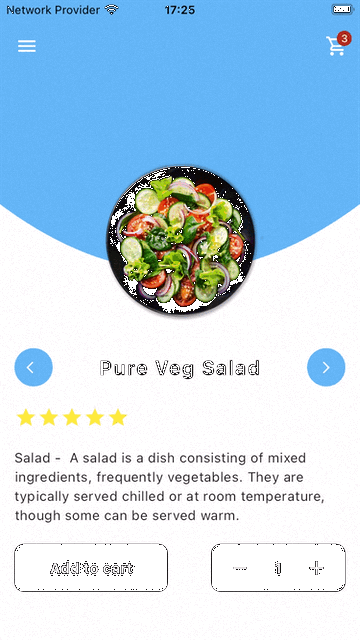 Network Provider 17:25
3
Pure Veg Salad
Salad -  A salad is a dish consisting of mixed
ingredients, frequently vegetables. They are
typically served chilled or at room temperature,
though some can be served warm.
Add to cart
— 1 +